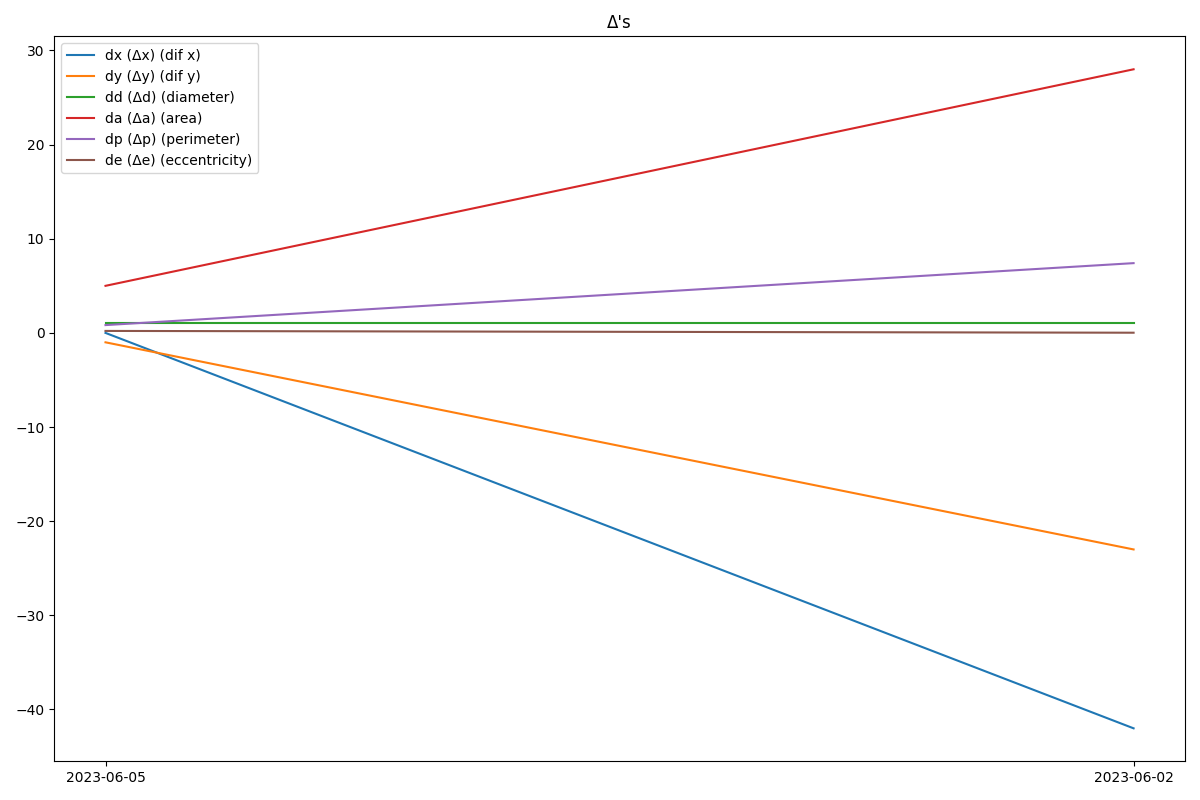 Δ's
dx (Δx) (dif x)
dy (Δy) (dif y)
dd (Δd) (diameter)
da (Δa) (area)
dp (Δp) (perimeter)
de (Δe) (eccentricity)
30
20
10
0
−10
−20
−30
−40
2023-06-05 2023-06-02